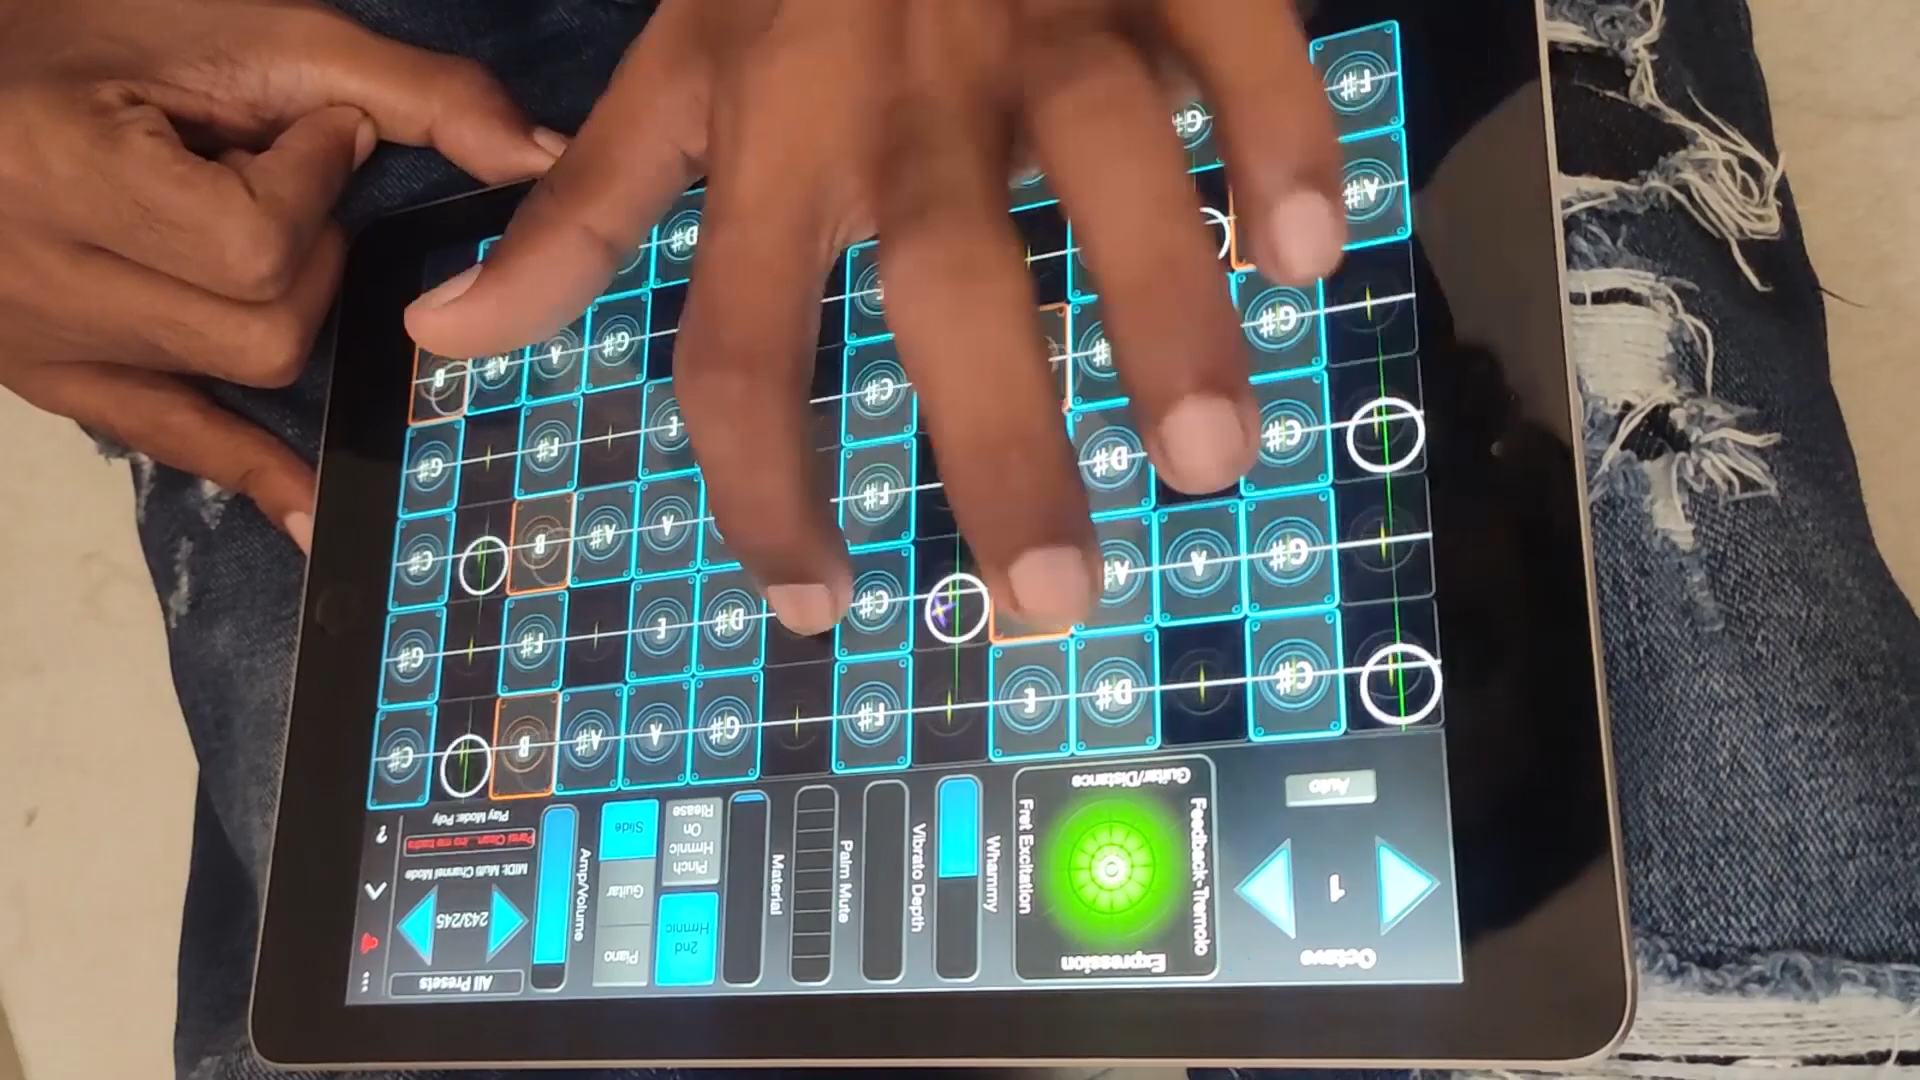 All Presets
243/245
MIDI: Multi Channel Mode
Play Mode: Poly
?
Amp/Volume
Piano
Guitar
Slide
2nd
Hrmnic
Pinch
Hrmnic
On
Rlease
Material
Palm Mute
Vibrato Depth
Whammy
Expression
Fret Excitation
Feedback-Tremolo
Guitar/Distance
Octave
1
Auto
C# B A# A G# F# E D# C#
G# F# E D# C#
C# B A# A F# A# A G#
G# F# E C# D# C#
B A# A G# G#
D# A#
G# F#